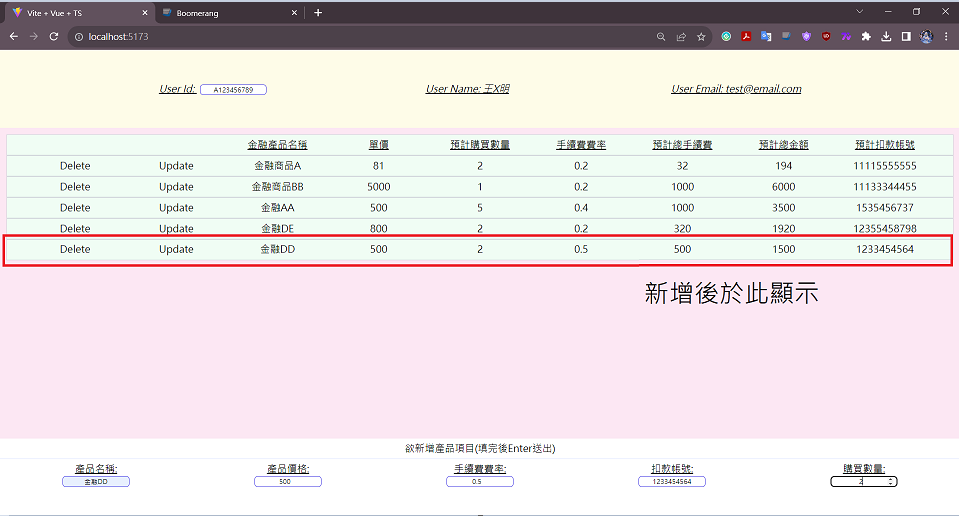 Vite + Vue + TS
Boomerang
localhost:5173
User Id: A123456789 User Name: 王X明 User Email: test@email.com
金融產品名稱 單價 預計購買數量 手續費費率 預計總手續費 預計總金額 預計扣款帳號
Delete Update 金融商品A 81 2 0.2 32 194 11115555555
Delete Update 金融商品BB 5000 1 0.2 1000 6000 11133344455
Delete Update 金融AA 500 5 0.4 1000 3500 1535456737
Delete Update 金融DE 800 2 0.2 320 1920 12355458798
Delete Update 金融DD 500 2 0.5 500 1500 1233454564
新增後於此顯示
欲新增產品項目(填完後Enter送出)
產品名稱: 產品價格: 手續費費率: 扣款帳號: 購買數量:
金融DD 500 0.5 1233454564 2